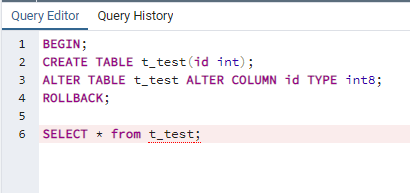 Query Editor Query History
1 BEGIN;
2 CREATE TABLE t_test(id int);
3 ALTER TABLE t_test ALTER COLUMN id TYPE int8;
4 ROLLBACK;
5
6 SELECT * from t_test;